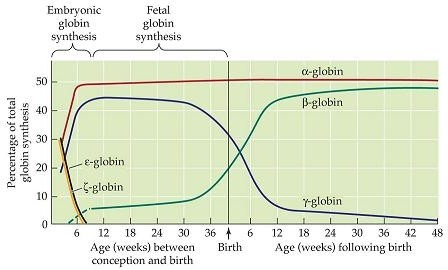 Embryonic
globin
synthesis
Fetal
globin
synthesis
Percentage of total
globin synthesis
50
40
30
20
10
0
α-globin
β-globin
ε-globin
ζ-globin
γ-globin
6 12 18 24 30 36 6 12 18 24 30 36 42 48
Age (weeks) between
conception and birth
Birth
Age (weeks) following birth